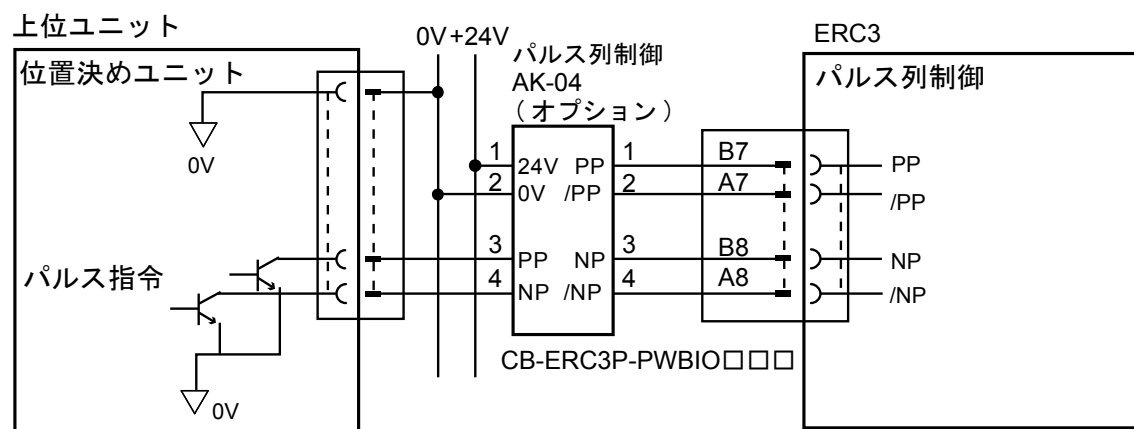 上位ユニット
位置決めユニット
0V
パルス指令
0V
0V +24V
パルス列制御
AK-04
（オプション）
1 24V PP 1
2 0V /PP 2
3 PP NP 3
4 NP /NP 4
CB-ERC3P-PWBIO□□□
B7
A7
B8
A8
ERC3
パルス列制御
PP
/PP
NP
/NP